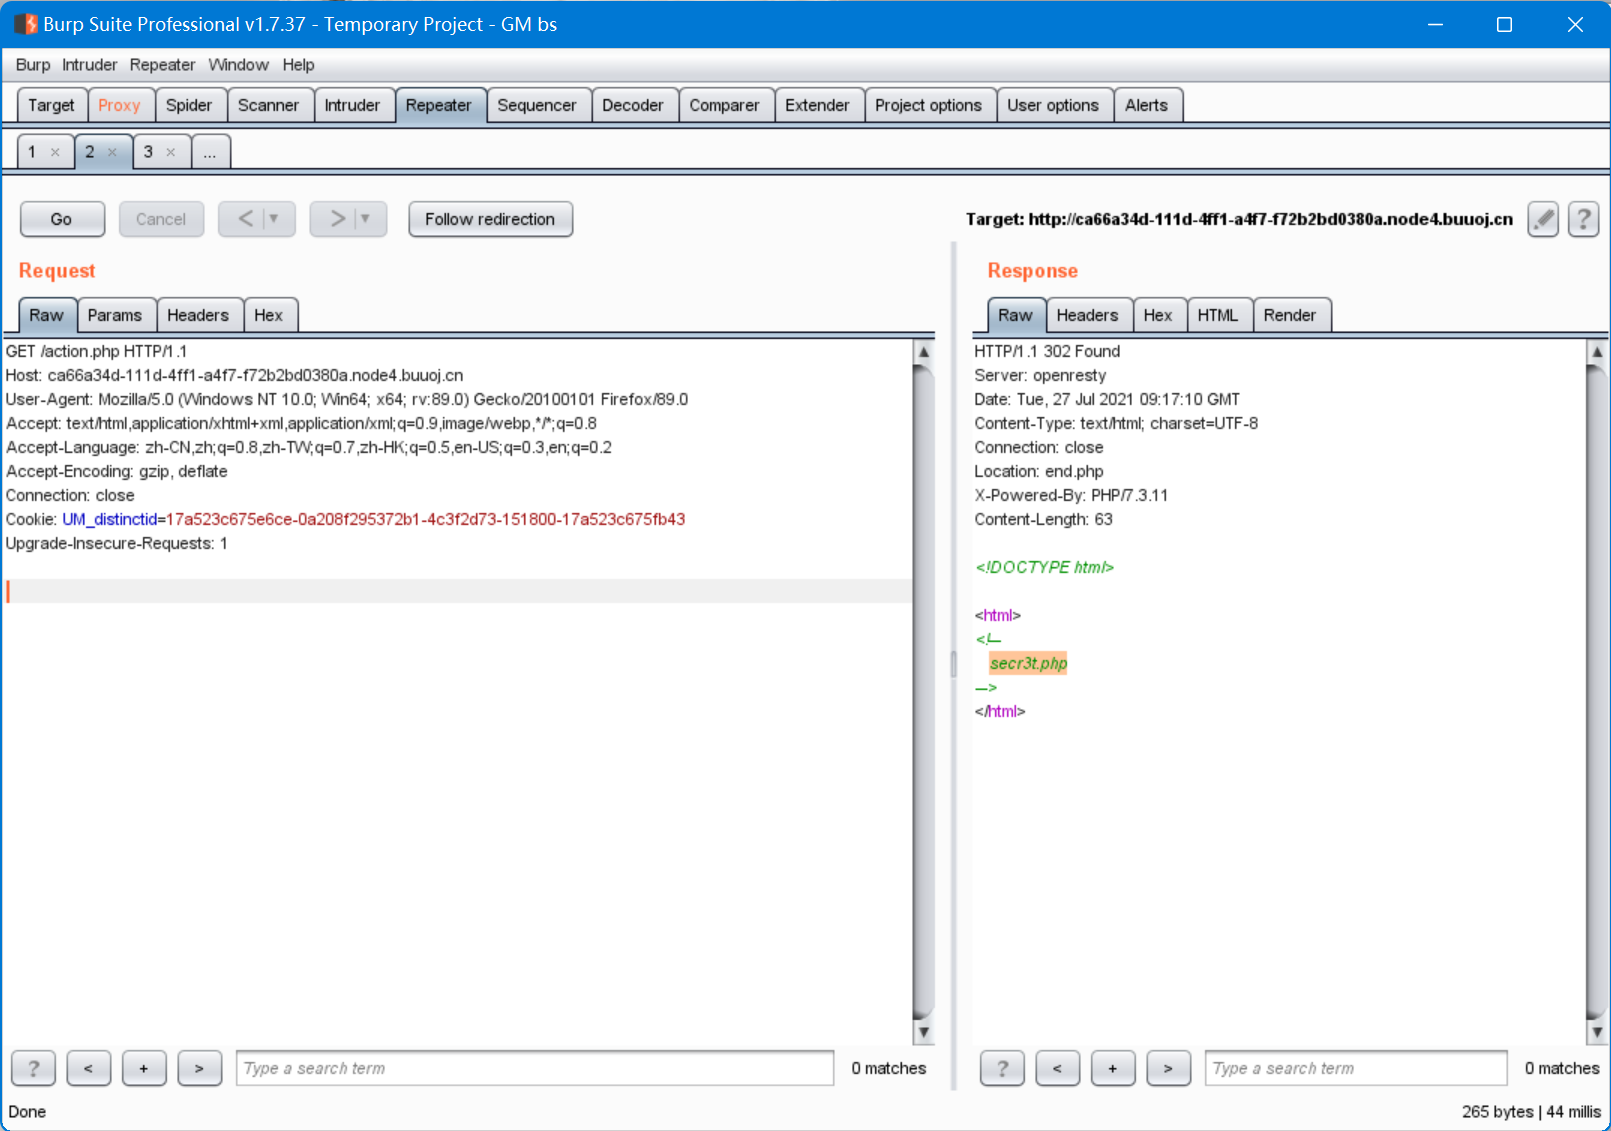 Burp Suite Professional v1.7.37 - Temporary Project - GM bs
Burp Intruder Repeater Window Help
Target Proxy Spider Scanner Intruder Repeater Sequencer Decoder Comparer Extender Project options User options Alerts
1 × 2 × 3 × ...
Go Cancel < ▼ > ▼ Follow redirection Target: http://ca66a34d-111d-4ff1-a4f7-f72b2bd0380a.node4.buuoj.cn ?
Request
Raw Params Headers Hex
GET /action.php HTTP/1.1
Host: ca66a34d-111d-4ff1-a4f7-f72b2bd0380a.node4.buuoj.cn
User-Agent: Mozilla/5.0 (Windows NT 10.0; Win64; x64; rv:89.0) Gecko/20100101 Firefox/89.0
Accept: text/html,application/xhtml+xml,application/xml;q=0.9,image/webp,*/*;q=0.8
Accept-Language: zh-CN,zh;q=0.8,zh-TW;q=0.7,zh-HK;q=0.5,en-US;q=0.3,en;q=0.2
Accept-Encoding: gzip, deflate
Connection: close
Cookie: UM_distinctid=17a523c675e6ce-0a208f295372b1-4c3f2d73-151800-17a523c675fb43
Upgrade-Insecure-Requests: 1
Response
Raw Headers Hex HTML Render
HTTP/1.1 302 Found
Server: openresty
Date: Tue, 27 Jul 2021 09:17:10 GMT
Content-Type: text/html; charset=UTF-8
Connection: close
Location: end.php
X-Powered-By: PHP/7.3.11
Content-Length: 63
<!DOCTYPE html>
<html>
<!--
secr3t.php
-->
</html>
? < + > Type a search term 0 matches
? < + > Type a search term 0 matches
Done
265 bytes | 44 millis